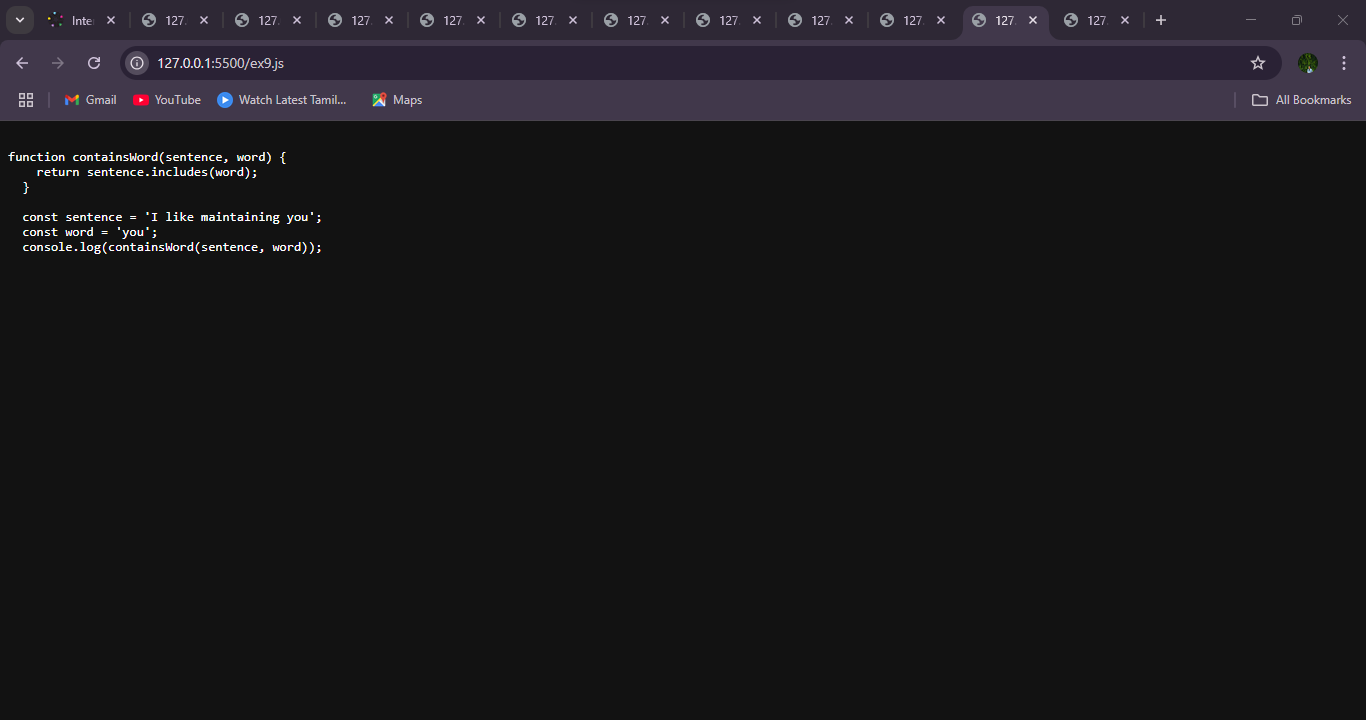 Inte
127.
127.
127.
127.
127.
127.
127.
127.
127.
127.
127.
127.0.0.1:5500/ex9.js
Gmail
YouTube
Watch Latest Tamil...
Maps
All Bookmarks
function containsWord(sentence, word) {
    return sentence.includes(word);
  }
  const sentence = 'I like maintaining you';
  const word = 'you';
  console.log(containsWord(sentence, word));